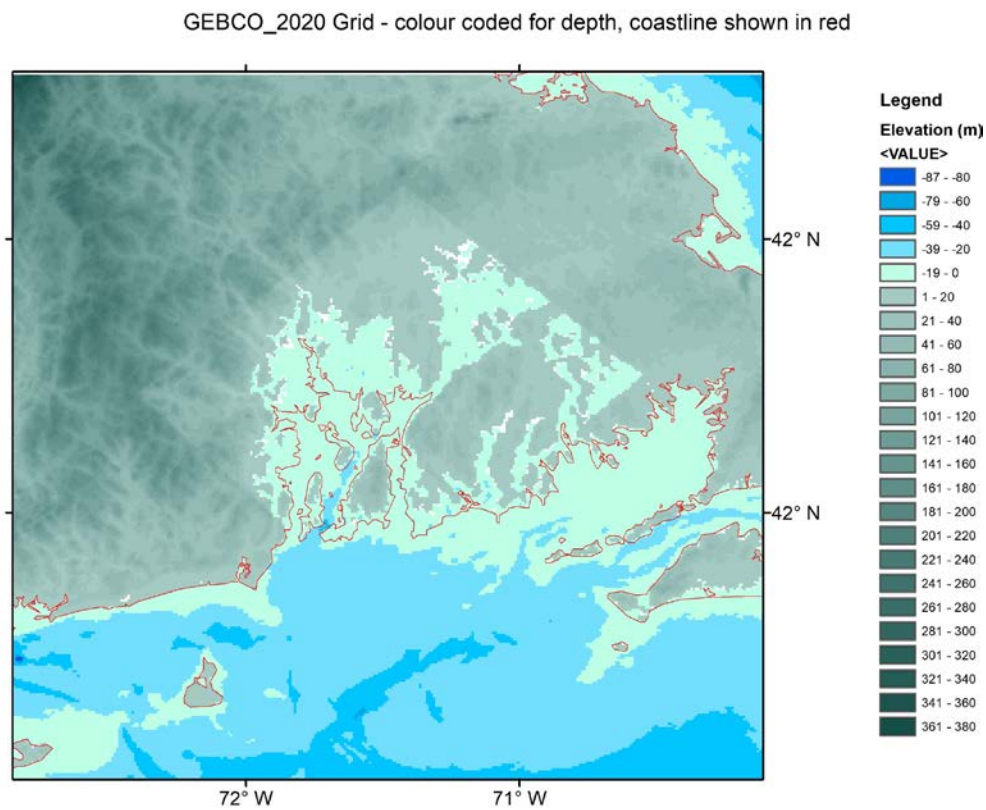 GEBCO_2020 Grid - colour coded for depth, coastline shown in red
Legend
Elevation (m)
<VALUE>
-87 - -80
-79 - -60
-59 - -40
-39 - -20
-19 - 0
1 - 20
21 - 40
41 - 60
61 - 80
81 - 100
101 - 120
121 - 140
141 - 160
161 - 180
181 - 200
201 - 220
221 - 240
241 - 260
261 - 280
281 - 300
301 - 320
321 - 340
341 - 360
361 - 380
42° N
42° N
72° W
71° W